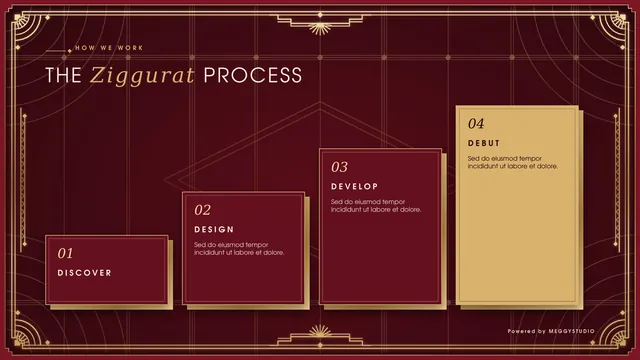 HOW WE WORK
THE Ziggurat PROCESS
01
DISCOVER
02
DESIGN
Sed do eiusmod tempor
incididunt ut labore et dolore.
03
DEVELOP
Sed do eiusmod tempor
incididunt ut labore et dolore.
04
DEBUT
Sed do eiusmod tempor
incididunt ut labore et dolore.
Powered by MEGGYSTUDIO